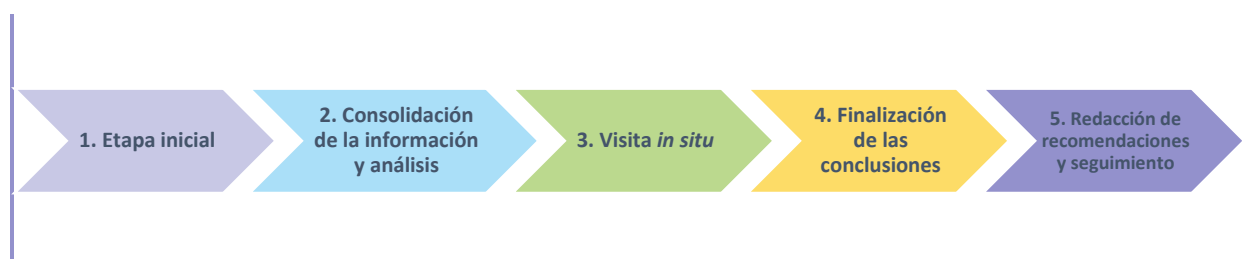 1. Etapa inicial
2. Consolidación
de la información
y análisis
3. Visita in situ
4. Finalización
de las
conclusiones
5. Redacción de
recomendaciones
y seguimiento